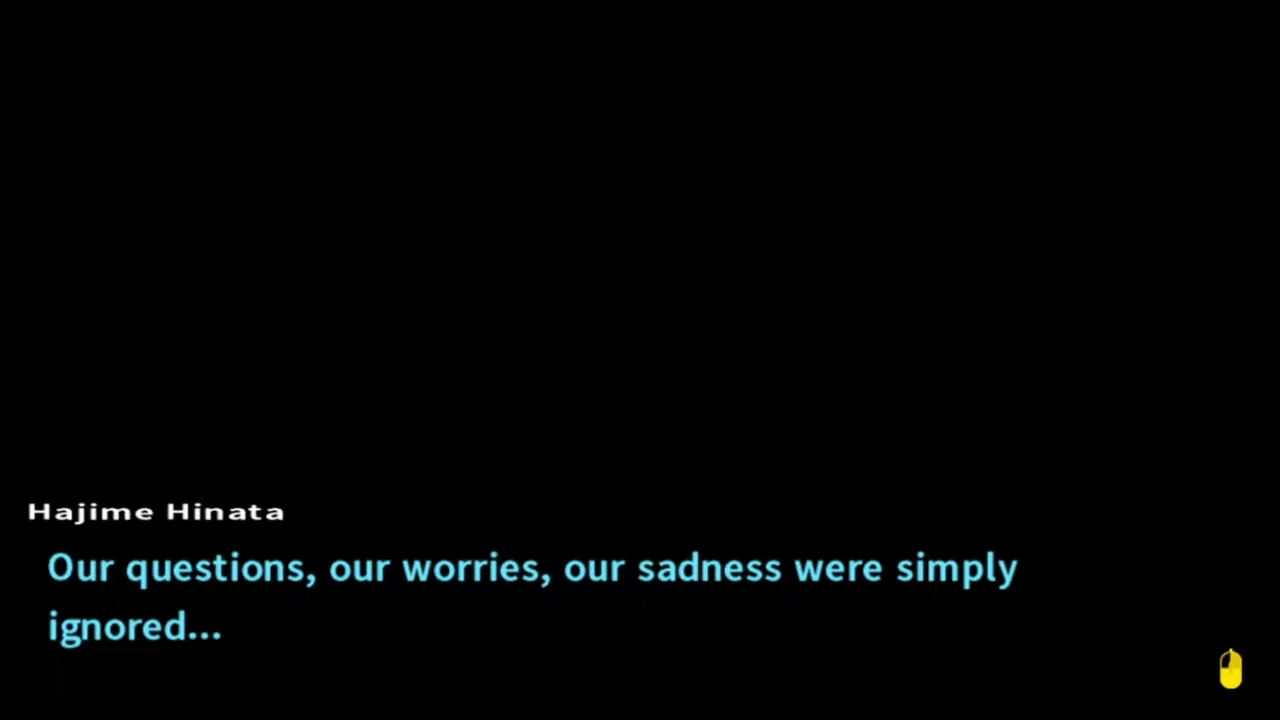 Hajime Hinata
Our questions, our worries, our sadness were simply
ignored...